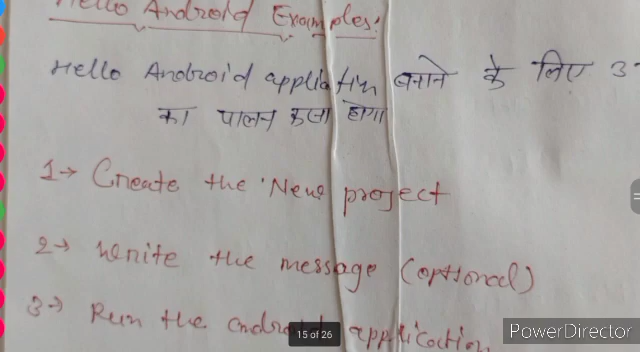 Hello Android Examples:
Hello Android application बनाने के लिए 3
का पालन करना होगा
1→ Create the New project
2→ Write the message (optional)
3→ Run the android application
15 of 26
PowerDirector